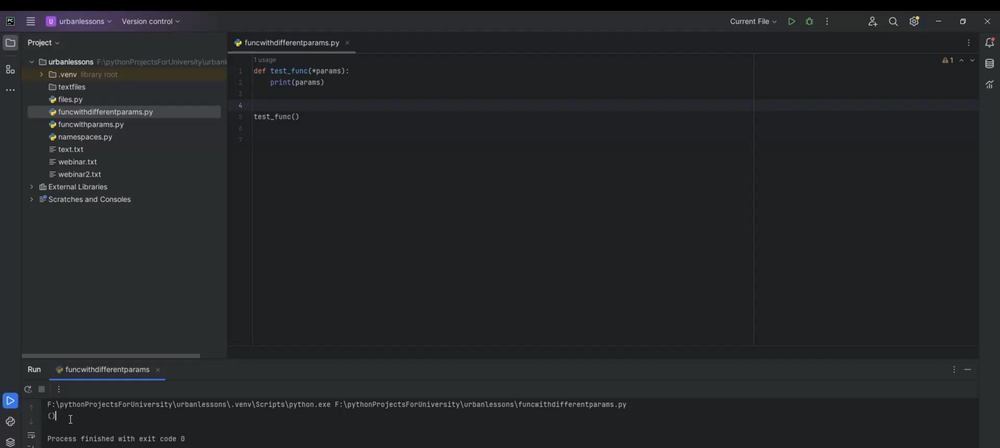 PC
U urbanlessons Version control
Current File
Project
funcwithdifferentparams.py
urbanlessons F:\pythonProjectsForUniversity\urbanl
.venv library root
textfiles
files.py
funcwithdifferentparams.py
funcwithparams.py
namespaces.py
text.txt
webinar.txt
webinar2.txt
External Libraries
Scratches and Consoles
1 usage
1 def test_func(*params):
2 print(params)
3
4
5 test_func()
6
7
1
Run funcwithdifferentparams
F:\pythonProjectsForUniversity\urbanlessons\.venv\Scripts\python.exe F:\pythonProjectsForUniversity\urbanlessons\funcwithdifferentparams.py
()
Process finished with exit code 0